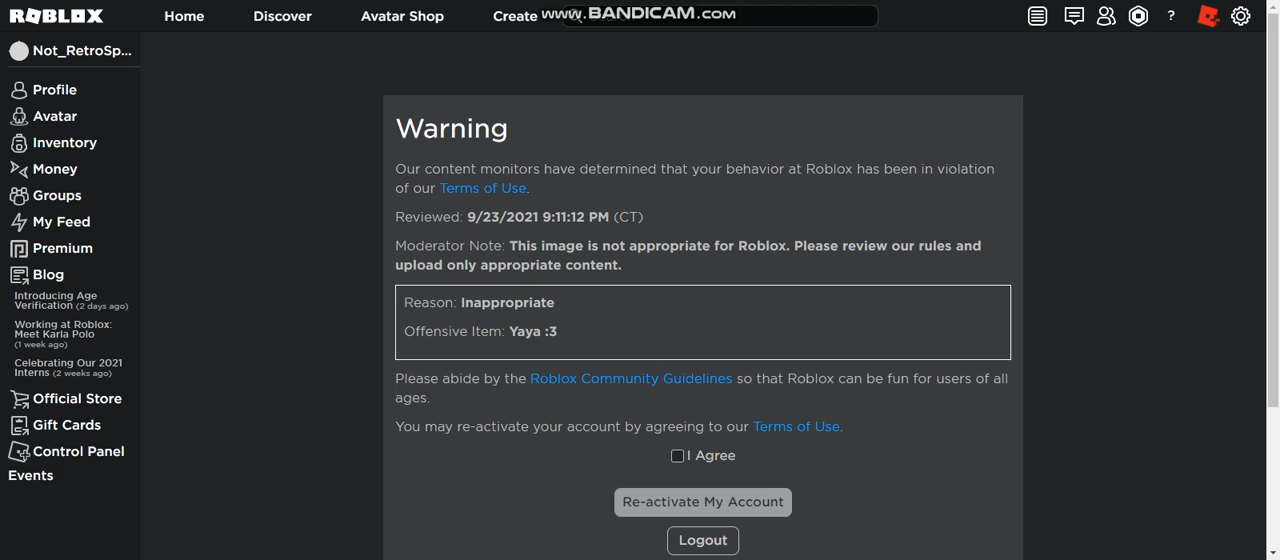 ROBLOX Home Discover Avatar Shop Create www.BANDICAM.com ?
Not_RetroSp...
Profile
Avatar
Inventory
Money
Groups
My Feed
Premium
Blog
Introducing Age
Verification (2 days ago)
Working at Roblox:
Meet Karla Polo
(1 week ago)
Celebrating Our 2021
Interns (2 weeks ago)
Official Store
Gift Cards
Control Panel
Events
Warning
Our content monitors have determined that your behavior at Roblox has been in violation
of our Terms of Use.
Reviewed: 9/23/2021 9:11:12 PM (CT)
Moderator Note: This image is not appropriate for Roblox. Please review our rules and
upload only appropriate content.
Reason: Inappropriate
Offensive Item: Yaya :3
Please abide by the Roblox Community Guidelines so that Roblox can be fun for users of all
ages.
You may re-activate your account by agreeing to our Terms of Use.
I Agree
Re-activate My Account
Logout